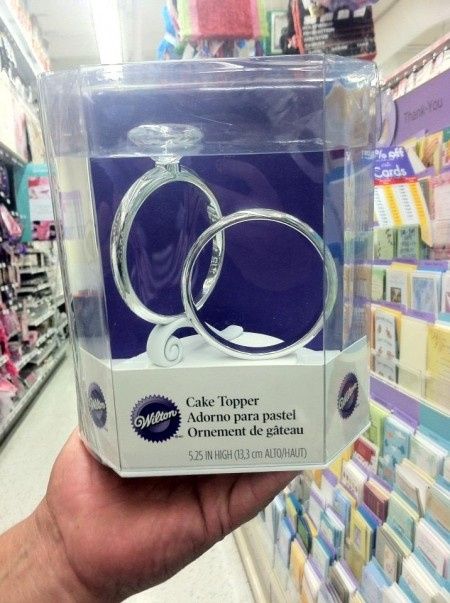 Thank-You
% off
Cards
Wilton
Cake Topper
Adorno para pastel
Ornement de gâteau
5.25 IN HIGH (13,3 cm ALTO/HAUT)